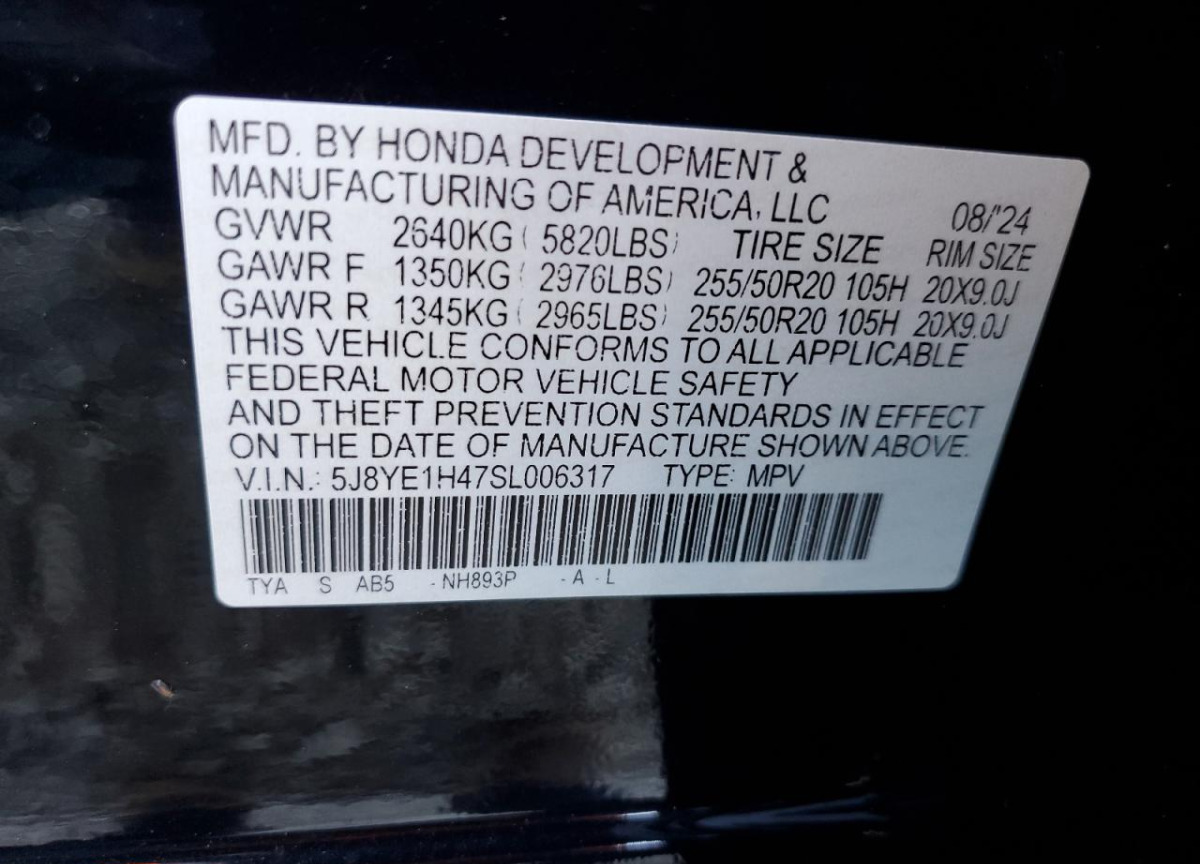 MFD. BY HONDA DEVELOPMENT &
MANUFACTURING OF AMERICA, LLC 08/'24
GVWR 2640KG ( 5820LBS) TIRE SIZE RIM SIZE
GAWR F 1350KG ( 2976LBS) 255/50R20 105H 20X9.0J
GAWR R 1345KG ( 2965LBS) 255/50R20 105H 20X9.0J
THIS VEHICLE CONFORMS TO ALL APPLICABLE
FEDERAL MOTOR VEHICLE SAFETY
AND THEFT PREVENTION STANDARDS IN EFFECT
ON THE DATE OF MANUFACTURE SHOWN ABOVE.
V.I.N.: 5J8YE1H47SL006317 TYPE: MPV
TYA S AB5 -NH893P -A -L